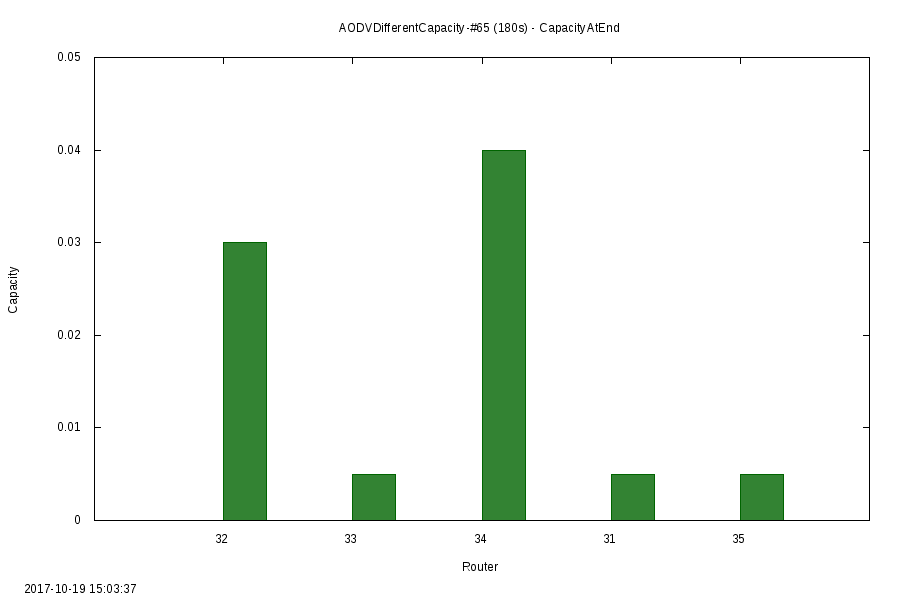 AODVDifferentCapacity-#65 (180s) - CapacityAtEnd
0.05
0.04
0.03
0.02
0.01
0
Capacity
32 33 34 31 35
Router
2017-10-19 15:03:37